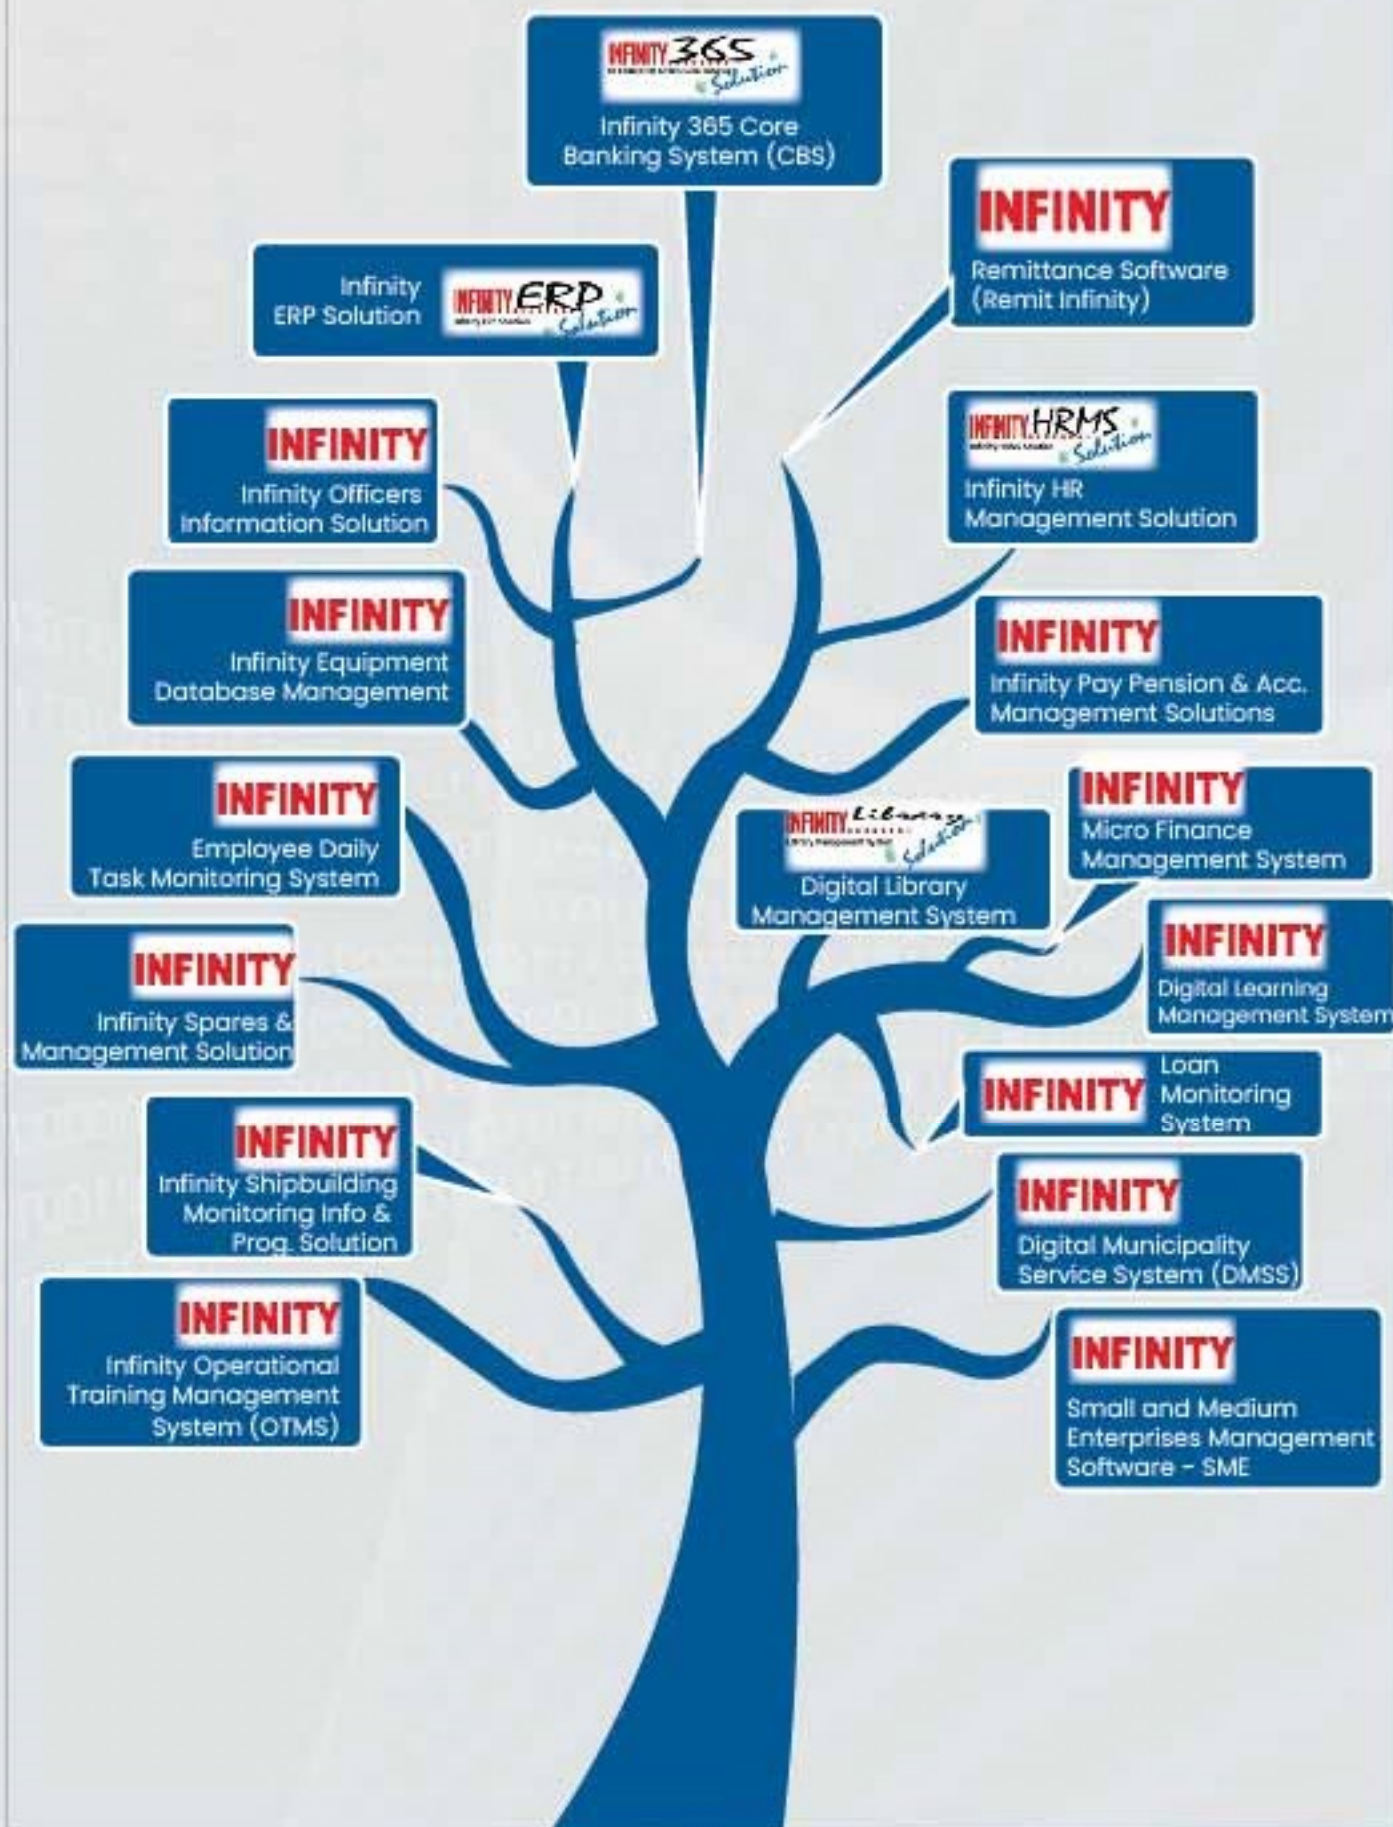 INFINITY 365
Solution
Infinity 365 Core
Banking System (CBS)
INFINITY
Remittance Software
(Remit Infinity)
Infinity
ERP Solution
INFINITY ERP
Solution
INFINITY
Infinity Officers
Information Solution
INFINITY HRMS
Solution
Infinity HR
Management Solution
INFINITY
Infinity Equipment
Database Management
INFINITY
Infinity Pay Pension & Acc.
Management Solutions
INFINITY
Employee Daily
Task Monitoring System
INFINITY Library
Solution
Digital Library
Management System
INFINITY
Micro Finance
Management System
INFINITY
Infinity Spares &
Management Solution
INFINITY
Digital Learning
Management System
INFINITY
Loan
Monitoring
System
INFINITY
Infinity Shipbuilding
Monitoring Info &
Prog. Solution
INFINITY
Digital Municipality
Service System (DMSS)
INFINITY
Infinity Operational
Training Management
System (OTMS)
INFINITY
Small and Medium
Enterprises Management
Software - SME